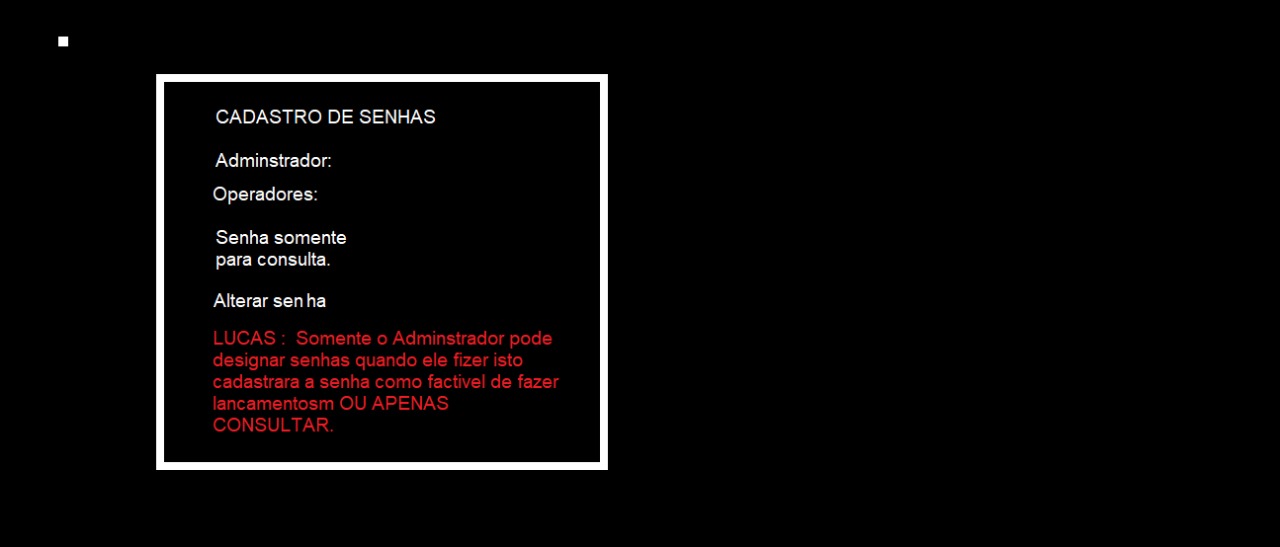 CADASTRO DE SENHAS
Adminstrador:
Operadores:
Senha somente
para consulta.
Alterar sen ha
LUCAS :  Somente o Adminstrador pode
designar senhas quando ele fizer isto
cadastrara a senha como factivel de fazer
lancamentosm OU APENAS
CONSULTAR.